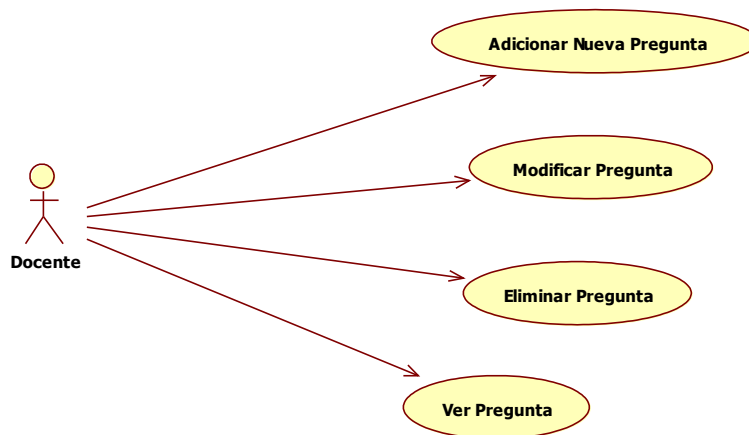 Adicionar Nueva Pregunta
Modificar Pregunta
Docente
Eliminar Pregunta
Ver Pregunta